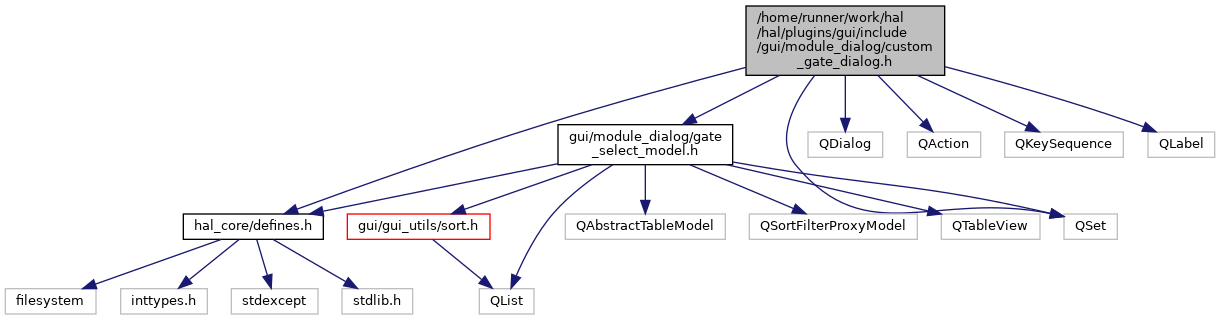 /home/runner/work/hal
/hal/plugins/gui/include
/gui/module_dialog/custom
_gate_dialog.h
gui/module_dialog/gate
_select_model.h
QDialog
QAction
QKeySequence
QLabel
hal_core/defines.h
gui/gui_utils/sort.h
QAbstractTableModel
QSortFilterProxyModel
QTableView
QSet
filesystem
inttypes.h
stdexcept
stdlib.h
QList